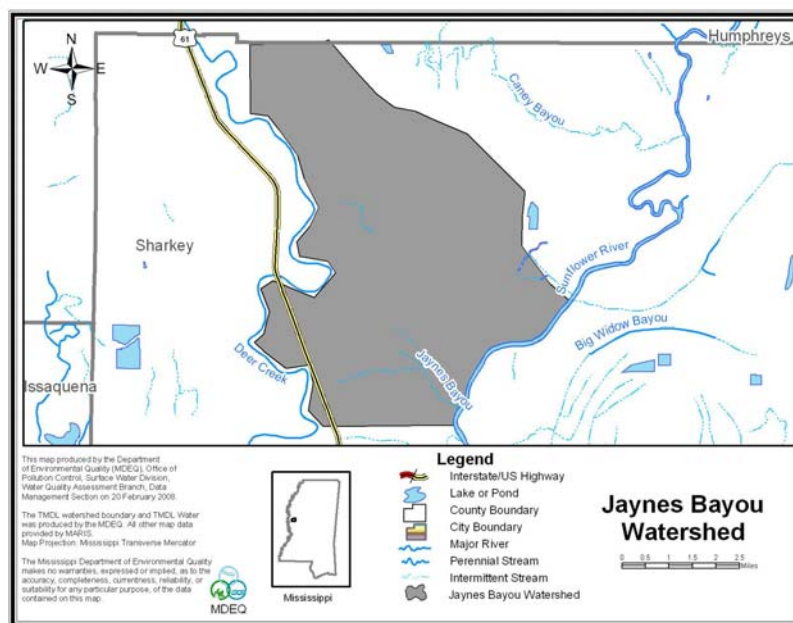 N
W E
S
61
Humphreys
Caney Bayou
Sharkey
Sunflower River
Big Widow Bayou
Deer Creek
Jaynes Bayou
Issaquena
This map produced by the Department
of Environmental Quality (MDEQ), Office of
Pollution Control, Surface Water Division,
Water Quality Assessment Branch, Data
Management Section on 20 February 2008.
The TMDL watershed boundary and TMDL Water
was produced by the MDEQ. All other map data
provided by MARIS.
Map Projection: Mississippi Transverse Mercator
The Mississippi Department of Environmental Quality
makes no warranties, expressed or implied, as to the
accuracy, completeness, currentness, reliability, or
suitability for any particular purpose, of the data
contained on this map.
MDEQ
Mississippi
Legend
Interstate/US Highway
Lake or Pond
County Boundary
City Boundary
Major River
Perennial Stream
Intermittent Stream
Jaynes Bayou Watershed
Jaynes Bayou
Watershed
0 0.5 1 1.5 2 2.5
Miles